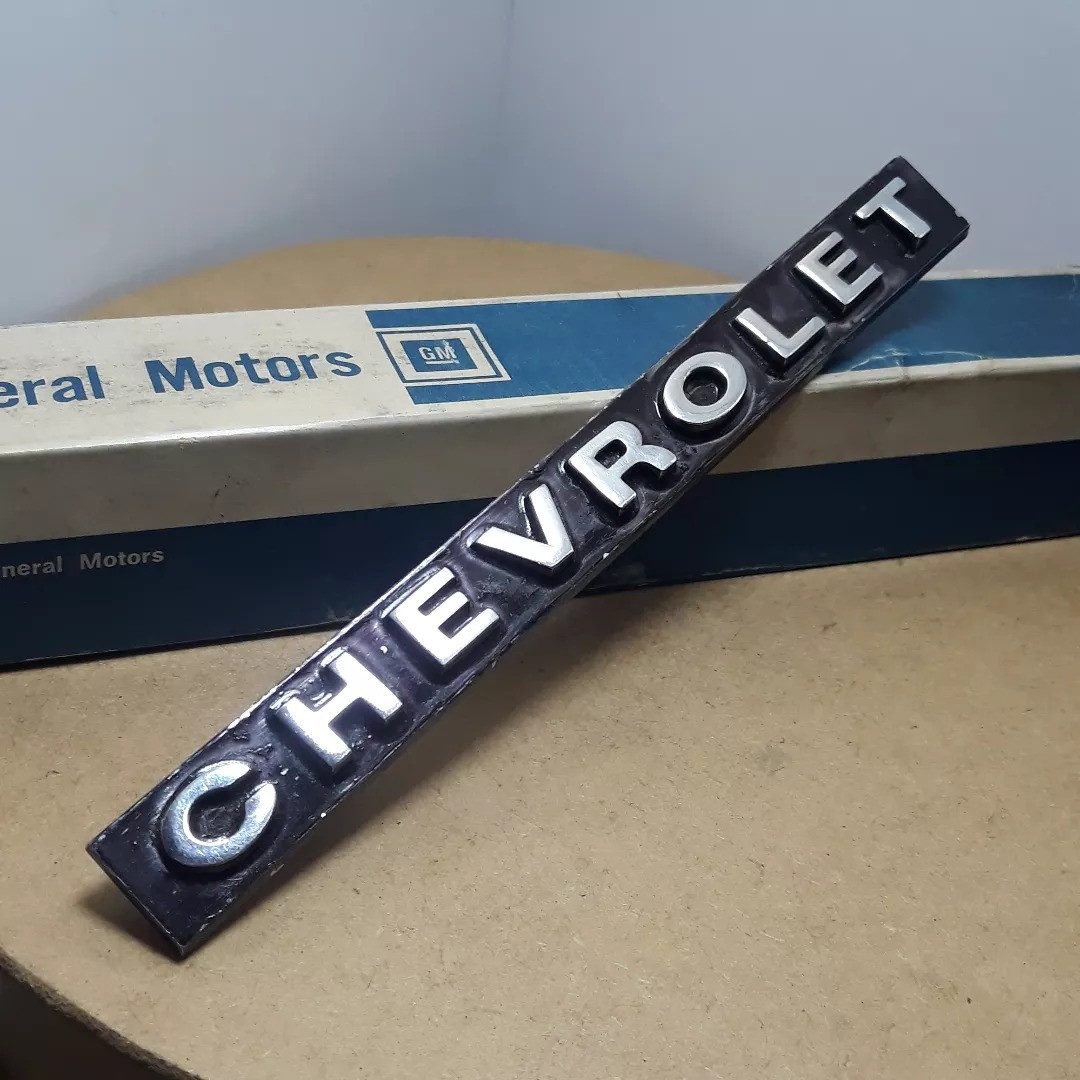 eral Motors
GM
neral Motors
CHEVROLET